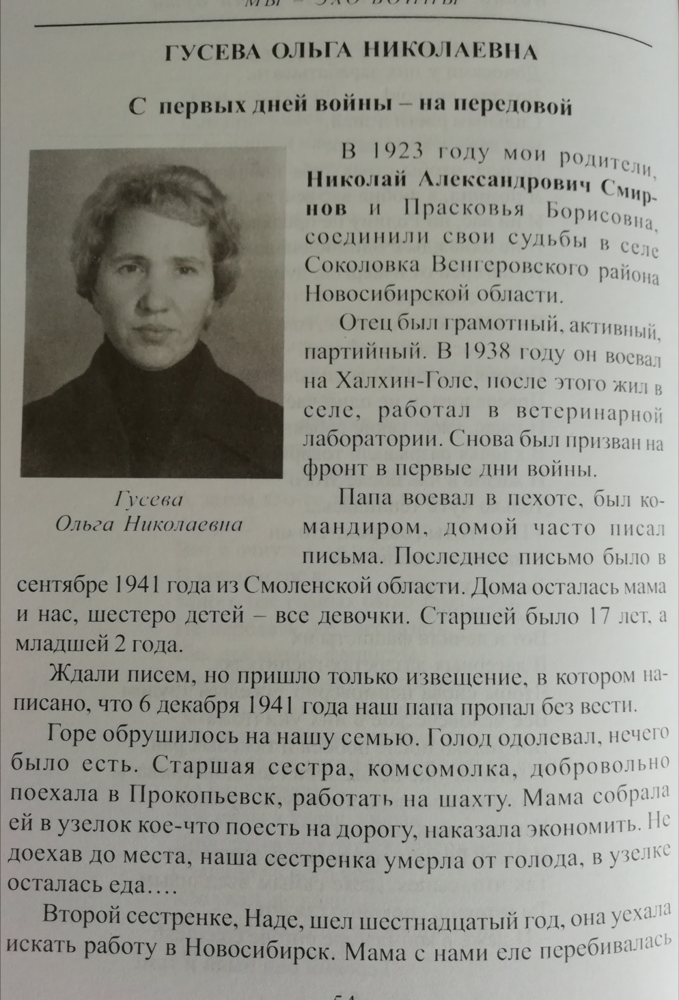 МЫ – ЭХО ВОЙНЫ
ГУСЕВА ОЛЬГА НИКОЛАЕВНА
С первых дней войны – на передовой
В 1923 году мои родители,
Николай Александрович Смир-
нов и Прасковья Борисовна,
соединили свои судьбы в селе
Соколовка Венгеровского района
Новосибирской области.
Отец был грамотный, активный,
партийный. В 1938 году он воевал
на Халхин-Голе, после этого жил в
селе, работал в ветеринарной
лаборатории. Снова был призван на
фронт в первые дни войны.
Папа воевал в пехоте, был ко-
мандиром, домой часто писал
письма. Последнее письмо было в
Гусева
Ольга Николаевна
сентябре 1941 года из Смоленской области. Дома осталась мама
и нас, шестеро детей – все девочки. Старшей было 17 лет, а
младшей 2 года.
Ждали писем, но пришло только извещение, в котором на-
писано, что 6 декабря 1941 года наш папа пропал без вести.
Горе обрушилось на нашу семью. Голод одолевал, нечего
было есть. Старшая сестра, комсомолка, добровольно
поехала в Прокопьевск, работать на шахту. Мама собрала
ей в узелок кое-что поесть на дорогу, наказала экономить. Не
доехав до места, наша сестренка умерла от голода, в узелке
осталась еда....
Второй сестренке, Наде, шел шестнадцатый год, она уехала
искать работу в Новосибирск. Мама с нами еле перебивалась
54